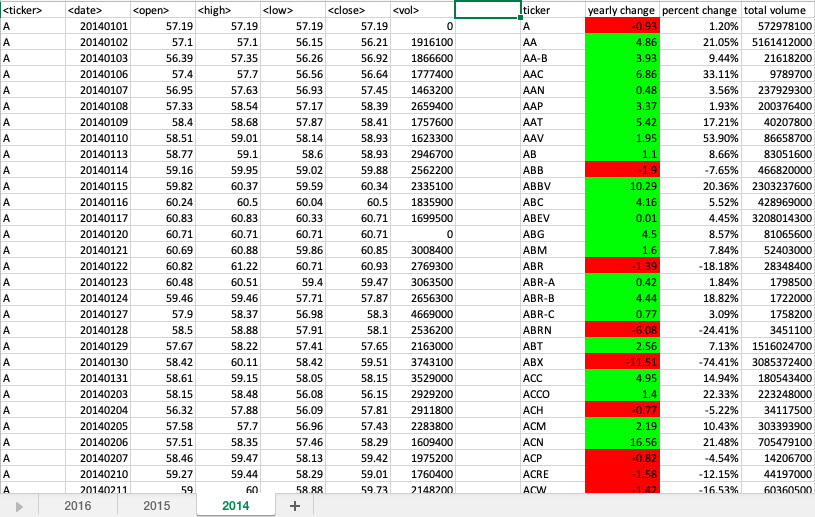 <ticker> <date> <open> <high> <low> <close> <vol> ticker yearly change percent change total volume
A 20140101 57.19 57.19 57.19 57.19 0 A -0.93 1.20% 572978100
A 20140102 57.1 57.1 56.15 56.21 1916100 AA 4.86 21.05% 5161412000
A 20140103 56.39 57.35 56.26 56.92 1866600 AA-B 3.93 9.44% 21618200
A 20140106 57.4 57.7 56.56 56.64 1777400 AAC 6.86 33.11% 9789700
A 20140107 56.95 57.63 56.93 57.45 1463200 AAN 0.48 3.56% 237929300
A 20140108 57.33 58.54 57.17 58.39 2659400 AAP 3.37 1.93% 200376400
A 20140109 58.4 58.68 57.87 58.41 1757600 AAT 5.42 17.21% 40207800
A 20140110 58.51 59.01 58.14 58.93 1623300 AAV 1.95 53.90% 86658700
A 20140113 58.77 59.1 58.6 58.93 2946700 AB 1.1 8.66% 83051600
A 20140114 59.16 59.95 59.02 59.88 2562200 ABB -1.9 -7.65% 466820000
A 20140115 59.82 60.37 59.59 60.34 2335100 ABBV 10.29 20.36% 2303237600
A 20140116 60.24 60.5 60.04 60.5 1835900 ABC 4.16 5.52% 428969000
A 20140117 60.83 60.83 60.33 60.71 1699500 ABEV 0.01 4.45% 3208014300
A 20140120 60.71 60.71 60.71 60.71 0 ABG 4.5 8.57% 81065600
A 20140121 60.69 60.88 59.86 60.85 3008400 ABM 1.6 7.84% 52403000
A 20140122 60.82 61.22 60.71 60.93 2769300 ABR -1.39 -18.18% 28348400
A 20140123 60.48 60.51 59.4 59.47 3063500 ABR-A 0.42 1.84% 1798500
A 20140124 59.46 59.46 57.71 57.87 2656300 ABR-B 4.44 18.82% 1722000
A 20140127 57.9 58.37 56.98 58.3 4669000 ABR-C 0.77 3.09% 1758200
A 20140128 58.5 58.88 57.91 58.1 2536200 ABRN -6.08 -24.41% 3451100
A 20140129 57.67 58.22 57.41 57.65 2163000 ABT 2.56 7.13% 1516024700
A 20140130 58.42 60.11 58.42 59.51 3743100 ABX -11.51 -74.41% 3085372400
A 20140131 58.61 59.15 58.05 58.15 3529000 ACC 4.95 14.94% 180543400
A 20140203 58.15 58.48 56.08 56.15 2929200 ACCO 1.4 22.33% 223248000
A 20140204 56.32 57.88 56.09 57.81 2911800 ACH -0.77 -5.22% 34117500
A 20140205 57.58 57.7 56.96 57.43 2283800 ACM 2.19 10.43% 303393900
A 20140206 57.51 58.35 57.46 58.29 1609400 ACN 16.56 21.48% 705479100
A 20140207 58.46 59.47 58.13 59.42 1975200 ACP -0.82 -4.54% 14206700
A 20140210 59.27 59.44 58.29 59.01 1760400 ACRE -1.58 -12.15% 44197000
A 20140211 59 60 58.88 59.73 2148200 ACW -1.42 -16.53% 60360500
2016 2015 2014 +